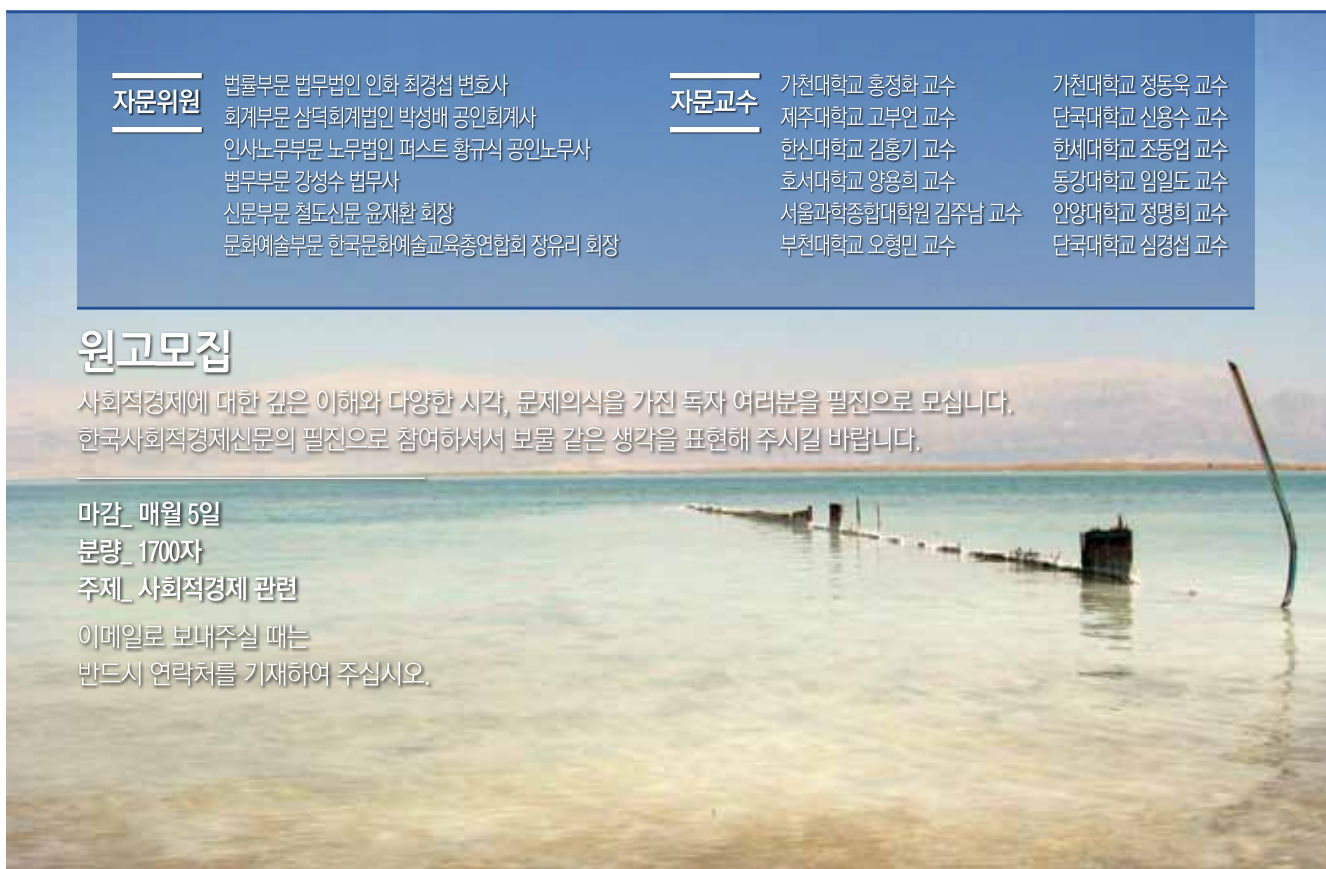 자문위원
법률부문 법무법인 인화 최경섭 변호사
회계부문 삼덕회계법인 박성배 공인회계사
인사노무부문 노무법인 퍼스트 황규식 공인노무사
법무부문 강성수 법무사
신문부문 철도신문 윤재환 회장
문화예술부문 한국문화예술교육총연합회 장유리 회장
자문교수
가천대학교 홍정화 교수
제주대학교 고부언 교수
한신대학교 김홍기 교수
호서대학교 양용희 교수
서울과학종합대학원 김주남 교수
부천대학교 오형민 교수
가천대학교 정동욱 교수
단국대학교 신용수 교수
한세대학교 조동업 교수
동강대학교 임일도 교수
안양대학교 정명희 교수
단국대학교 심경섭 교수
원고모집
사회적경제에 대한 깊은 이해와 다양한 시각, 문제의식을 가진 독자 여러분을 필진으로 모십니다.
한국사회적경제신문의 필진으로 참여하셔서 보물 같은 생각을 표현해 주시길 바랍니다.
마감_ 매월 5일
분량_ 1700자
주제_ 사회적경제 관련
이메일로 보내주실 때는
반드시 연락처를 기재하여 주십시오.